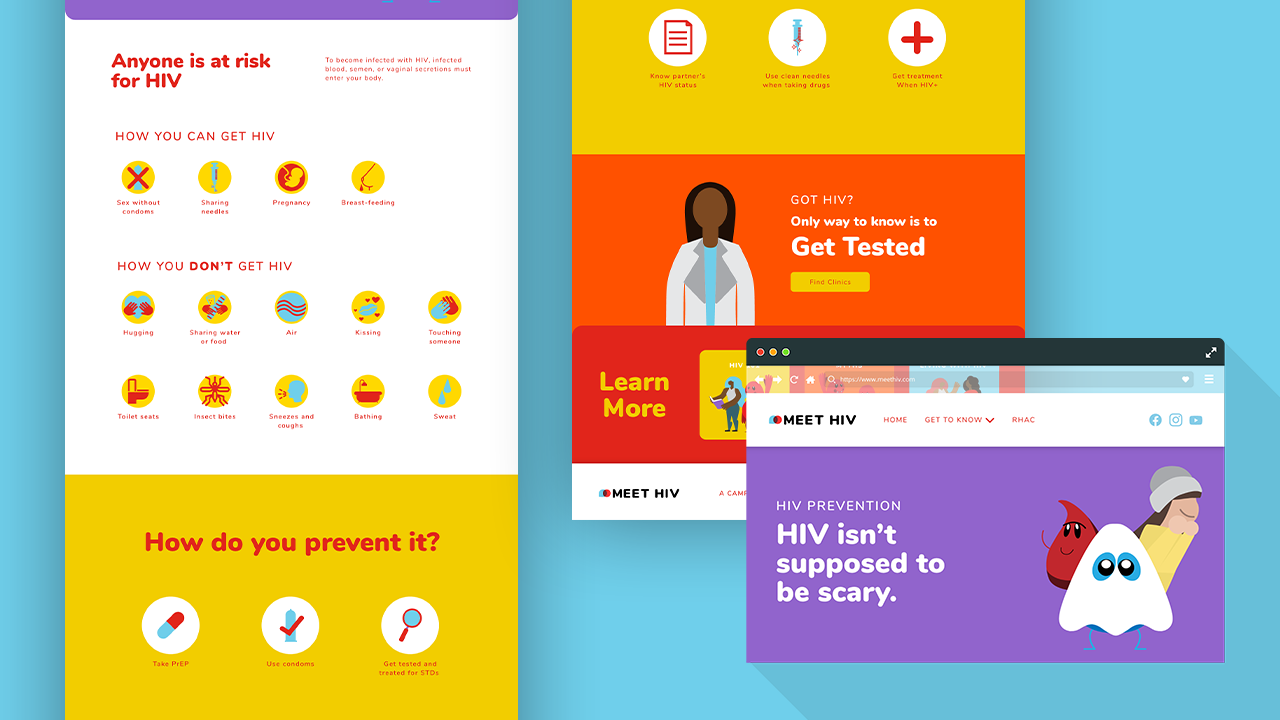 Anyone is at risk
for HIV
To become infected with HIV, infected
blood, semen, or vaginal secretions must
enter your body.
HOW YOU CAN GET HIV
Sex without
condoms
Sharing
needles
Pregnancy
Breast-feeding
HOW YOU DON'T GET HIV
Hugging
Sharing water
or food
Air
Kissing
Touching
someone
Toilet seats
Insect bites
Sneezes and
coughs
Bathing
Sweat
How do you prevent it?
Take PrEP
Use condoms
Get tested and
treated for STDs
Know partner's
HIV status
Use clean needles
when taking drugs
Get treatment
When HIV+
GOT HIV?
Only way to know is to
Get Tested
Find Clinics
Learn
More
HIV
MEET HIV
A
https://www.meethiv.com
MEET HIV
HOME
GET TO KNOW
RHAC
HIV PREVENTION
HIV isn't
supposed to
be scary.